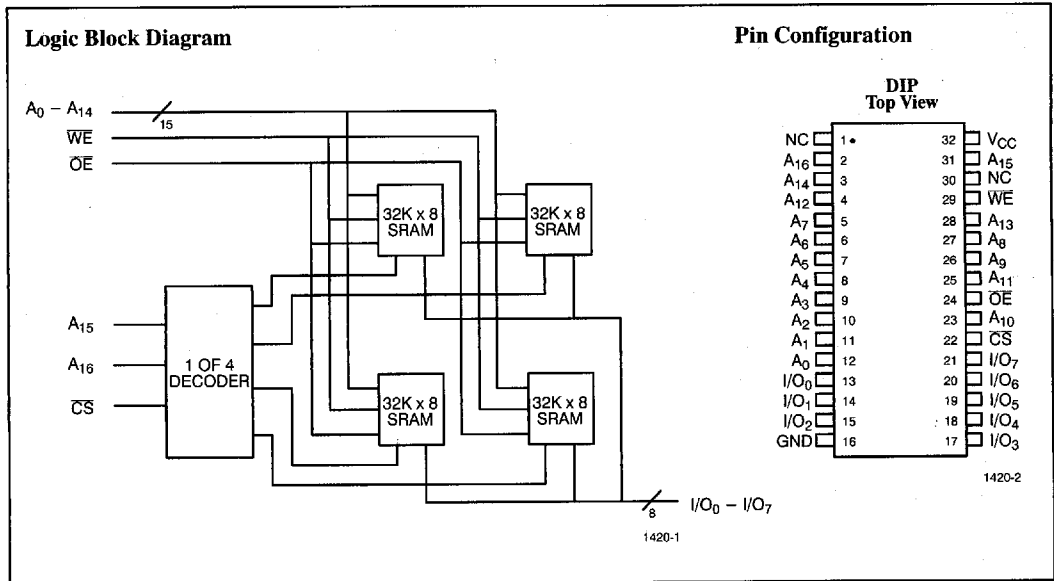 Logic Block Diagram
A0 – A14
15
WE
OE
32K x 8
SRAM
32K x 8
SRAM
A15
A16
CS
1 OF 4
DECODER
32K x 8
SRAM
32K x 8
SRAM
8
I/O0 – I/O7
1420-1
Pin Configuration
DIP
Top View
NC 1 32 VCC
A16 2 31 A15
A14 3 30 NC
A12 4 29 WE
A7 5 28 A13
A6 6 27 A8
A5 7 26 A9
A4 8 25 A11
A3 9 24 OE
A2 10 23 A10
A1 11 22 CS
A0 12 21 I/O7
I/O0 13 20 I/O6
I/O1 14 19 I/O5
I/O2 15 18 I/O4
GND 16 17 I/O3
1420-2